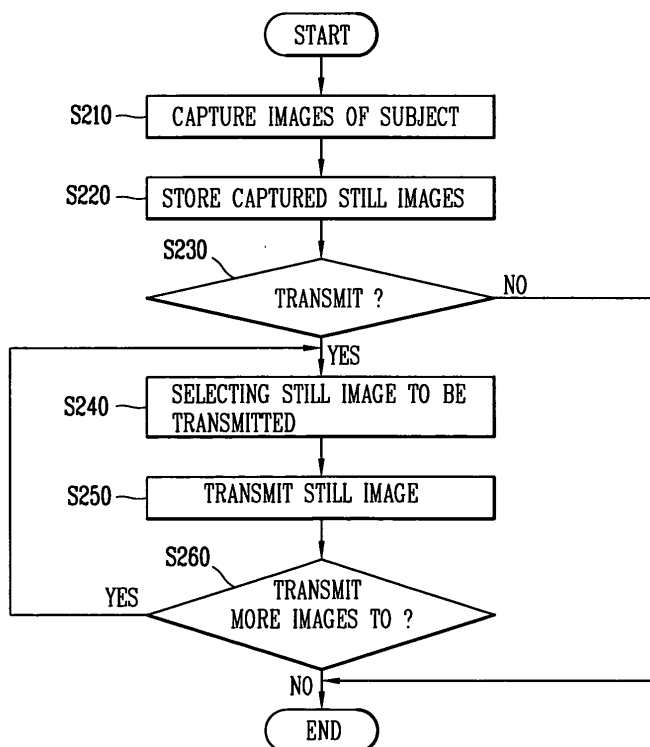 START
S210
CAPTURE IMAGES OF SUBJECT
S220
STORE CAPTURED STILL IMAGES
S230
TRANSMIT ?
NO
YES
S240
SELECTING STILL IMAGE TO BE
TRANSMITTED
S250
TRANSMIT STILL IMAGE
S260
TRANSMIT
MORE IMAGES TO ?
YES
NO
END